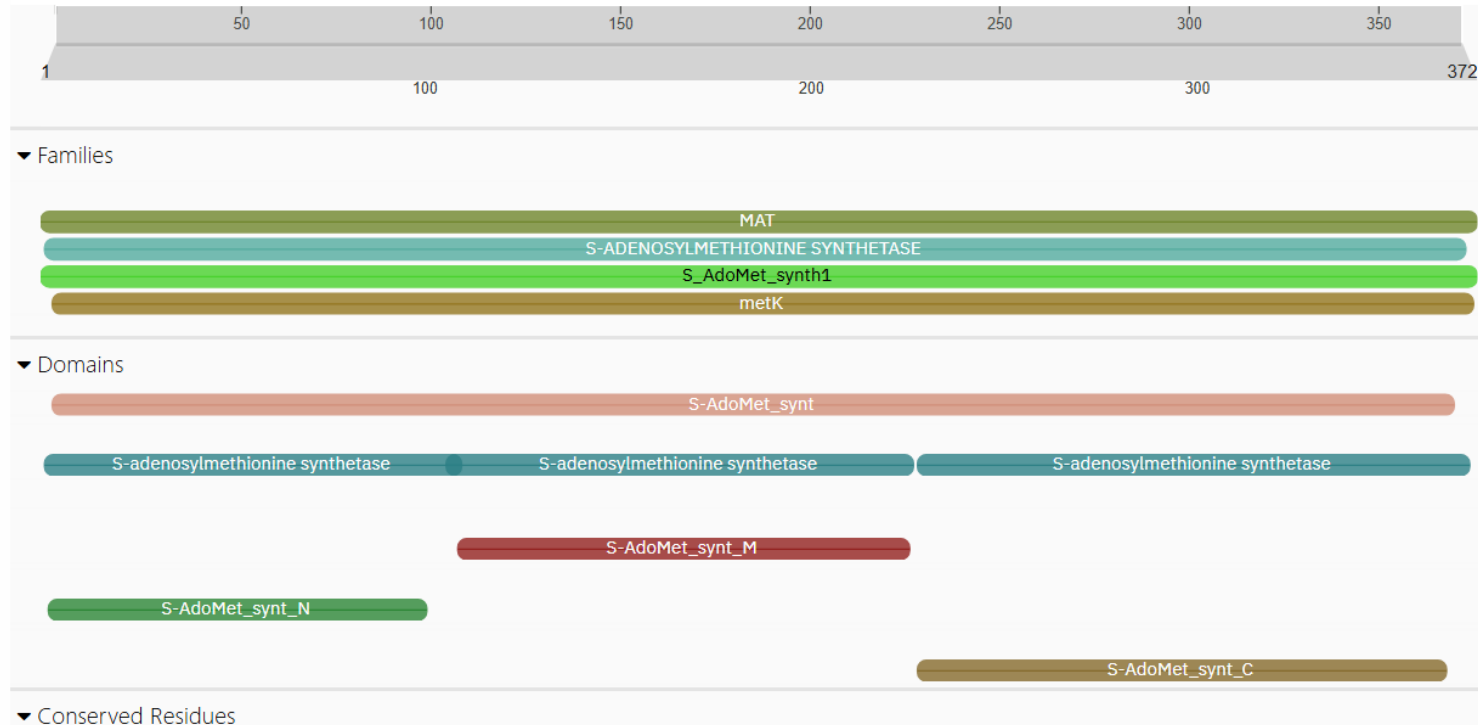 50 100 150 200 250 300 350
1 372
100 200 300
Families
MAT
S-ADENOSYLMETHIONINE SYNTHETASE
S_AdoMet_synth1
metK
Domains
S-AdoMet_synt
S-adenosylmethionine synthetase S-adenosylmethionine synthetase S-adenosylmethionine synthetase
S-AdoMet_synt_M
S-AdoMet_synt_N
S-AdoMet_synt_C
Conserved Residues